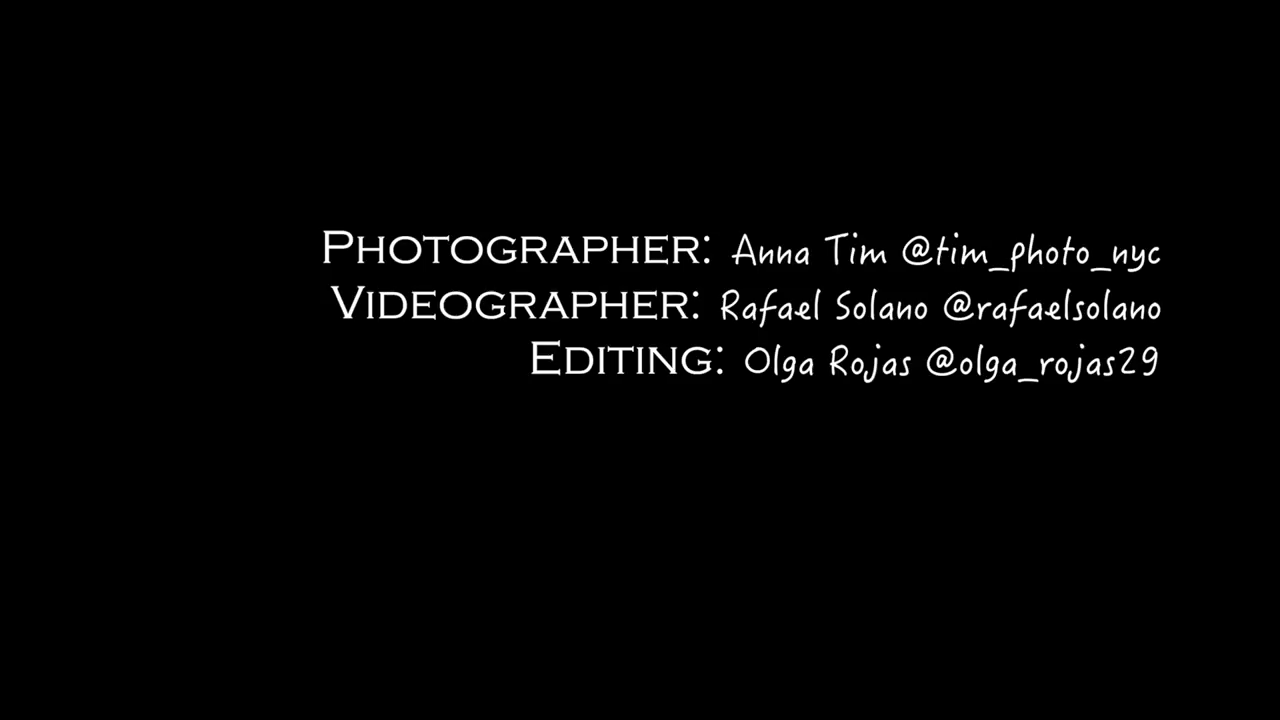 Photographer: Anna Tim @tim_photo_nyc
Videographer: Rafael Solano @rafaelsolano
Editing: Olga Rojas @olga_rojas29